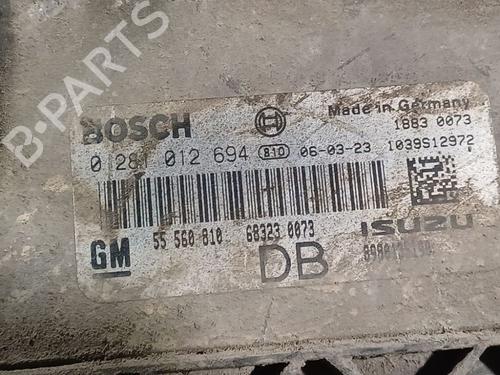 B-PARTS
BOSCH Made in Germany
1883 0073
0 281 012 694 810 06-03-23 1039S12972
GM 55 560 810 68323 0073 ISUZU
DB